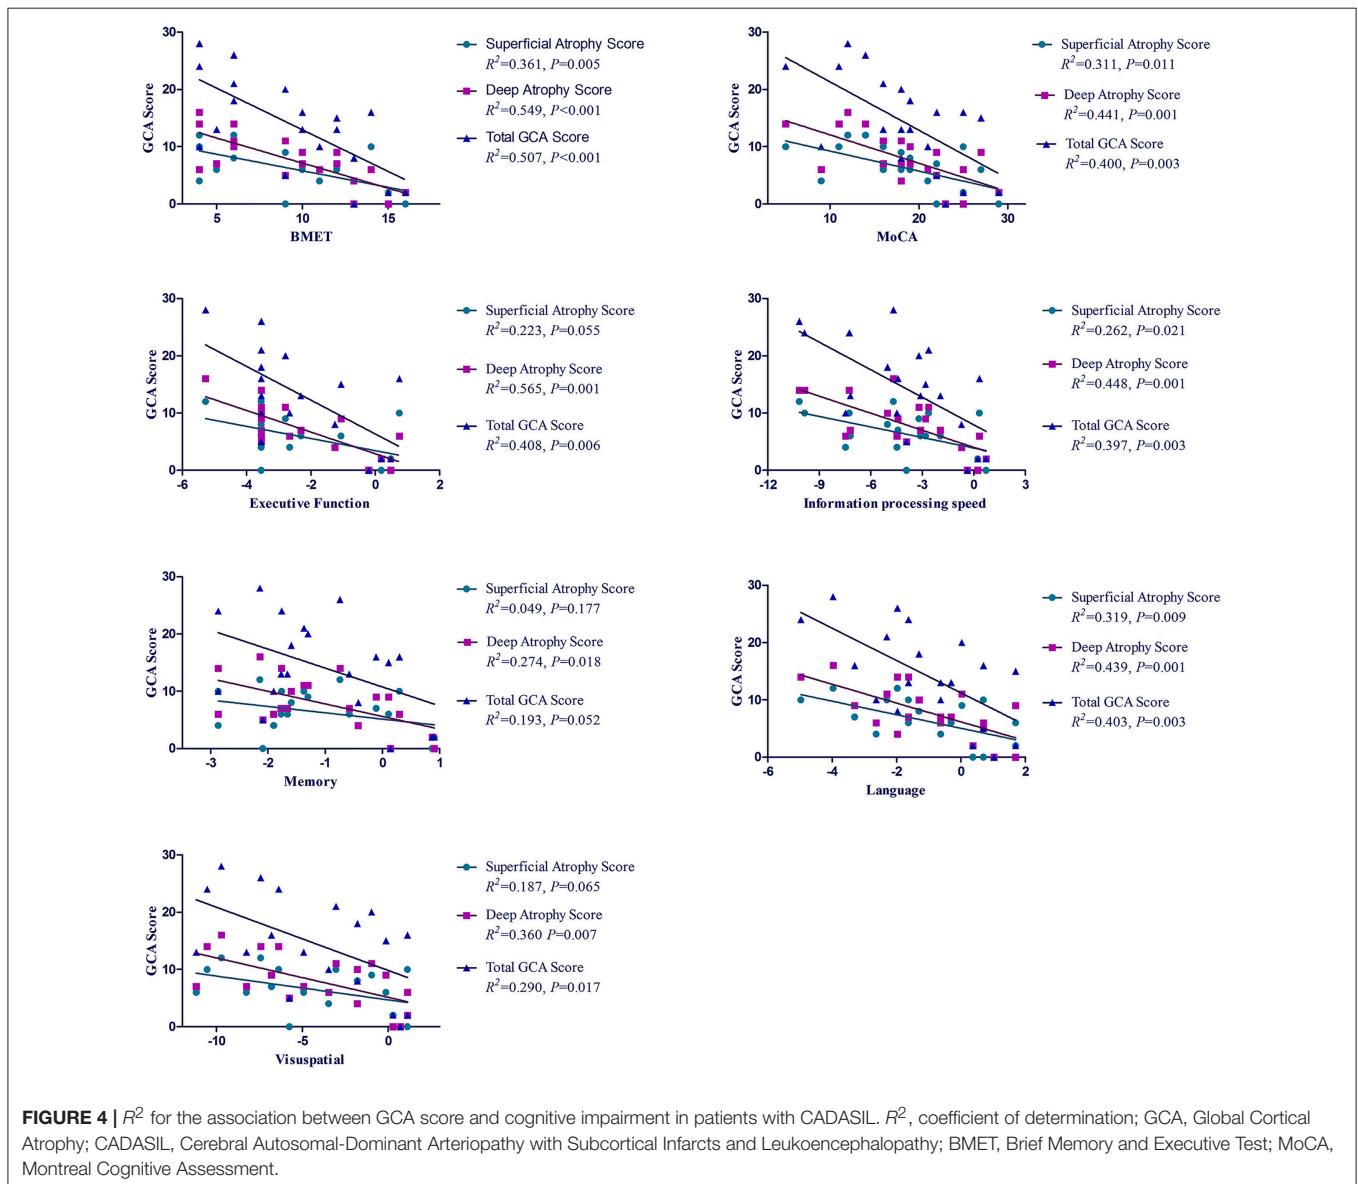 30
20
10
0
GCA Score
5
10
15
BMET
Superficial Atrophy Score
R²=0.361, P=0.005
Deep Atrophy Score
R²=0.549, P<0.001
Total GCA Score
R²=0.507, P<0.001
30
20
10
0
GCA Score
10
20
30
MoCA
Superficial Atrophy Score
R²=0.311, P=0.011
Deep Atrophy Score
R²=0.441, P=0.001
Total GCA Score
R²=0.400, P=0.003
30
20
10
0
GCA Score
-6
-4
-2
0
2
Executive Function
Superficial Atrophy Score
R²=0.223, P=0.055
Deep Atrophy Score
R²=0.565, P=0.001
Total GCA Score
R²=0.408, P=0.006
30
20
10
0
GCA Score
-12
-9
-6
-3
0
3
Information processing speed
Superficial Atrophy Score
R²=0.262, P=0.021
Deep Atrophy Score
R²=0.448, P=0.001
Total GCA Score
R²=0.397, P=0.003
30
20
10
0
GCA Score
-3
-2
-1
0
1
Memory
Superficial Atrophy Score
R²=0.049, P=0.177
Deep Atrophy Score
R²=0.274, P=0.018
Total GCA Score
R²=0.193, P=0.052
30
20
10
0
GCA Score
-6
-4
-2
0
2
Language
Superficial Atrophy Score
R²=0.319, P=0.009
Deep Atrophy Score
R²=0.439, P=0.001
Total GCA Score
R²=0.403, P=0.003
30
20
10
0
GCA Score
-10
-5
0
Visuspatial
Superficial Atrophy Score
R²=0.187, P=0.065
Deep Atrophy Score
R²=0.360 P=0.007
Total GCA Score
R²=0.290, P=0.017
FIGURE 4 | R² for the association between GCA score and cognitive impairment in patients with CADASIL. R², coefficient of determination; GCA, Global Cortical
Atrophy; CADASIL, Cerebral Autosomal-Dominant Arteriopathy with Subcortical Infarcts and Leukoencephalopathy; BMET, Brief Memory and Executive Test; MoCA,
Montreal Cognitive Assessment.